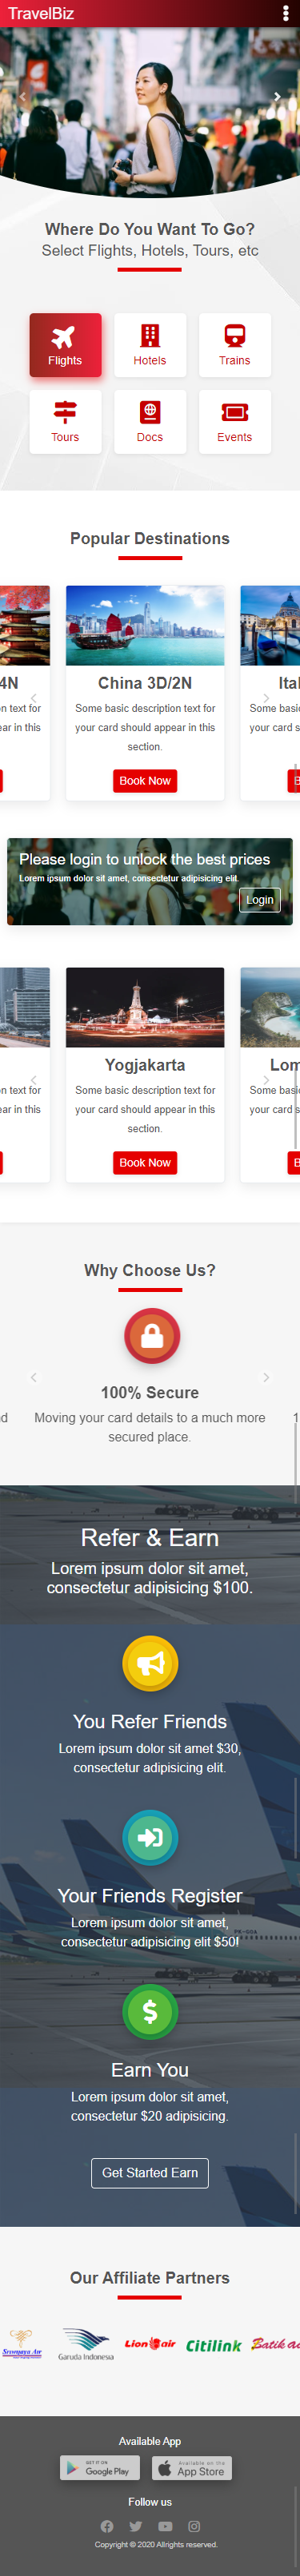 TravelBiz
Where Do You Want To Go?
Select Flights, Hotels, Tours, etc
Flights
Hotels
Trains
Tours
Docs
Events
Popular Destinations
4N
n text for
ear in this
China 3D/2N
Some basic description text for
your card should appear in this
section.
Book Now
Ital
Some basi
your card s
B
Please login to unlock the best prices
Lorem ipsum dolor sit amet, consectetur adipisicing elit.
Login
n text for
ear in this
Yogjakarta
Some basic description text for
your card should appear in this
section.
Book Now
Lom
Some basi
your card s
B
Why Choose Us?
100% Secure
d
Moving your card details to a much more
secured place.
1
Refer & Earn
Lorem ipsum dolor sit amet,
consectetur adipisicing $100.
You Refer Friends
Lorem ipsum dolor sit amet $30,
consectetur adipisicing elit.
Your Friends Register
Lorem ipsum dolor sit amet,
consectetur adipisicing elit $50!
PK-GDA
Earn You
Lorem ipsum dolor sit amet,
consectetur $20 adipisicing.
Get Started Earn
Our Affiliate Partners
Sriwijaya Air
Garuda Indonesia
Lion air
Citilink
Batik a
Available App
GET IT ON
Google Play
Available on the
App Store
Follow us
Copyright © 2020 Allrights reserved.